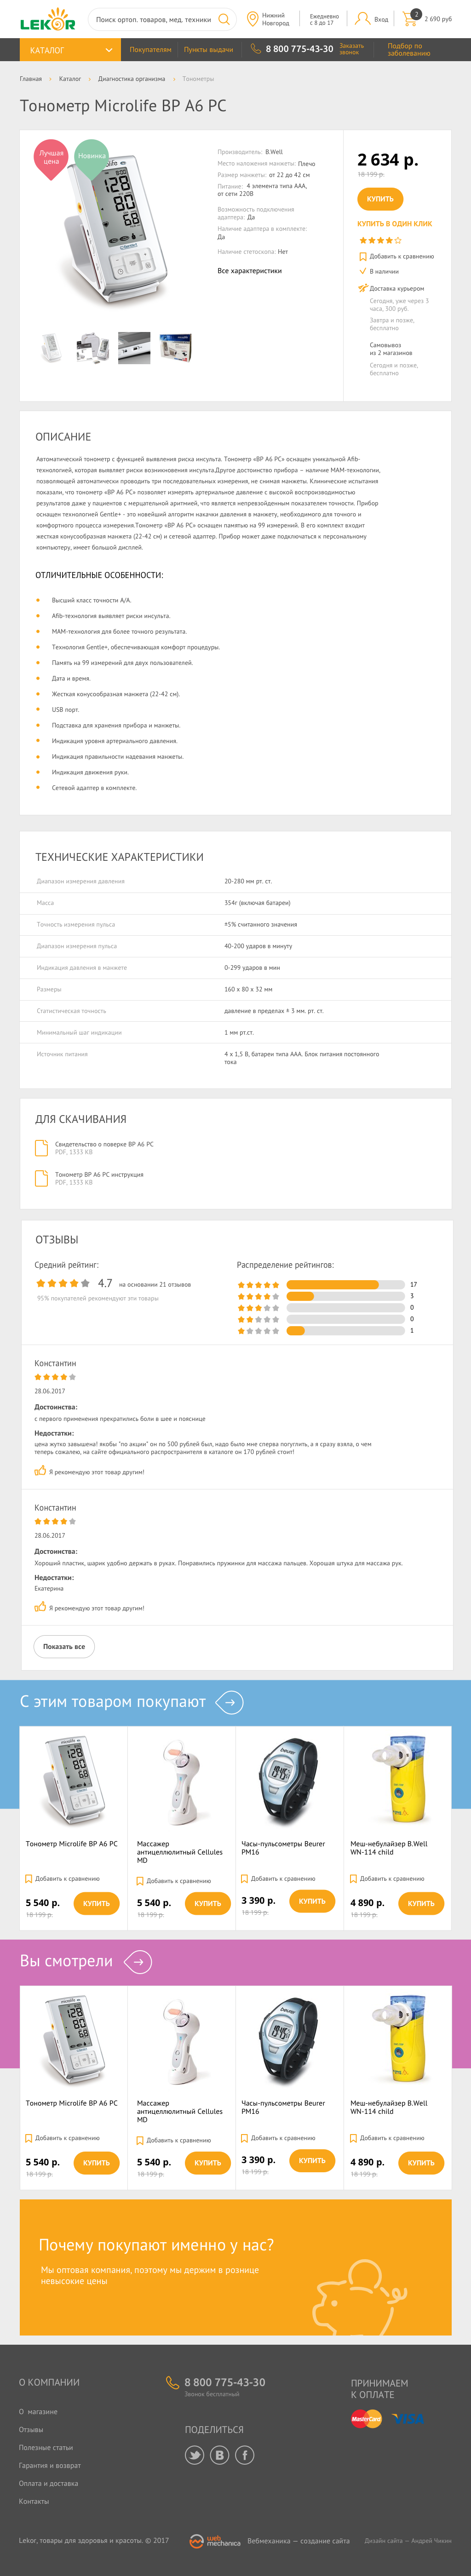 LEKOR
Поиск ортоп. товаров, мед. техники
Нижний
Новгород
Ежедневно
с 8 до 17
Вход
2
2 690 руб
КАТАЛОГ
Покупателям
Пункты выдачи
8 800 775-43-30
Заказать
звонок
Подбор по
заболеванию
Главная
Каталог
Диагностика организма
Тонометры
Тонометр Microlife BP A6 PC
Лучшая
цена
Новинка
Производитель: B.Well
Место наложения манжеты: Плечо
Размер манжеты: от 22 до 42 см
Питание: 4 элемента типа ААА,
от сети 220В
Возможность подключения
адаптера: Да
Наличие адаптера в комплекте:
Да
Наличие стетоскопа: Нет
Все характеристики
2 634 р.
18 199 р.
КУПИТЬ
КУПИТЬ В ОДИН КЛИК
Добавить к сравнению
В наличии
Доставка курьером
Сегодня, уже через 3
часа, 300 руб.
Завтра и позже,
бесплатно
Самовывоз
из 2 магазинов
Сегодня и позже,
бесплатно
ОПИСАНИЕ
Автоматический тонометр с функцией выявления риска инсульта. Тонометр «BP A6 PC» оснащен уникальной Afib-
технологией, которая выявляет риски возникновения инсульта.Другое достоинство прибора – наличие МАМ-технологии,
позволяющей автоматически проводить три последовательных измерения, не снимая манжеты. Клинические испытания
показали, что тонометр «BP A6 PC» позволяет измерять артериальное давление с высокой воспроизводимостью
результатов даже у пациентов с мерцательной аритмией, что является непревзойденным показателем точности. Прибор
оснащен технологией Gentle+ - это новейший алгоритм накачки давления в манжету, необходимого для точного и
комфортного процесса измерения.Тонометр «BP A6 PC» оснащен памятью на 99 измерений. В его комплект входит
жесткая конусообразная манжета (22-42 см) и сетевой адаптер. Прибор может даже подключаться к персональному
компьютеру, имеет большой дисплей.
ОТЛИЧИТЕЛЬНЫЕ ОСОБЕННОСТИ:
Высший класс точности А/А.
Afib-технология выявляет риски инсульта.
МАМ-технология для более точного результата.
Технология Gentle+, обеспечивающая комфорт процедуры.
Память на 99 измерений для двух пользователей.
Дата и время.
Жесткая конусообразная манжета (22-42 см).
USB порт.
Подставка для хранения прибора и манжеты.
Индикация уровня артериального давления.
Индикация правильности надевания манжеты.
Индикация движения руки.
Сетевой адаптер в комплекте.
ТЕХНИЧЕСКИЕ ХАРАКТЕРИСТИКИ
Диапазон измерения давления
20-280 мм рт. ст.
Масса
354г (включая батареи)
Точность измерения пульса
±5% считанного значения
Диапазон измерения пульса
40-200 ударов в минуту
Индикация давления в манжете
0-299 ударов в мин
Размеры
160 х 80 х 32 мм
Статистическая точность
давление в пределах ± 3 мм. рт. ст.
Минимальный шаг индикации
1 мм рт.ст.
Источник питания
4 х 1,5 В, батареи типа ААА. Блок питания постоянного
тока
ДЛЯ СКАЧИВАНИЯ
Свидетельство о поверке BP A6 PC
PDF, 1333 KB
Тонометр BP A6 PC инструкция
PDF, 1333 KB
ОТЗЫВЫ
Средний рейтинг:
4.7 на основании 21 отзывов
95% покупателей рекомендуют эти товары
Распределение рейтингов:
17
3
0
0
1
Константин
28.06.2017
Достоинства:
с первого применения прекратились боли в шее и пояснице
Недостатки:
цена жутко завышена! якобы "по акции" он по 500 рублей был, надо было мне сперва погуглить, а я сразу взяла, о чем
теперь сожалею, на сайте официального распространителя в каталоге он 170 рублей стоит!
Я рекомендую этот товар другим!
Константин
28.06.2017
Достоинства:
Хороший пластик, шарик удобно держать в руках. Понравились пружинки для массажа пальцев. Хорошая штука для массажа рук.
Недостатки:
Екатерина
Я рекомендую этот товар другим!
Показать все
С этим товаром покупают
Тонометр Microlife BP A6 PC
Добавить к сравнению
5 540 р.
18 199 р.
КУПИТЬ
Массажер
антицеллюлитный Cellules
MD
Добавить к сравнению
5 540 р.
18 199 р.
КУПИТЬ
Часы-пульсометры Beurer
PM16
Добавить к сравнению
3 390 р.
18 199 р.
КУПИТЬ
Меш-небулайзер B.Well
WN-114 child
Добавить к сравнению
4 890 р.
18 199 р.
КУПИТЬ
Вы смотрели
Тонометр Microlife BP A6 PC
Добавить к сравнению
5 540 р.
18 199 р.
КУПИТЬ
Массажер
антицеллюлитный Cellules
MD
Добавить к сравнению
5 540 р.
18 199 р.
КУПИТЬ
Часы-пульсометры Beurer
PM16
Добавить к сравнению
3 390 р.
18 199 р.
КУПИТЬ
Меш-небулайзер B.Well
WN-114 child
Добавить к сравнению
4 890 р.
18 199 р.
КУПИТЬ
Почему покупают именно у нас?
Мы оптовая компания, поэтому мы держим в рознице
невысокие цены
О КОМПАНИИ
О магазине
Отзывы
Полезные статьи
Гарантия и возврат
Оплата и доставка
Контакты
8 800 775-43-30
Звонок бесплатный
ПОДЕЛИТЬСЯ
ПРИНИМАЕМ
К ОПЛАТЕ
MasterCard
VISA
Lekor, товары для здоровья и красоты. © 2017
web
mechanica
Вебмеханика — создание сайта
Дизайн сайта — Андрей Чикин